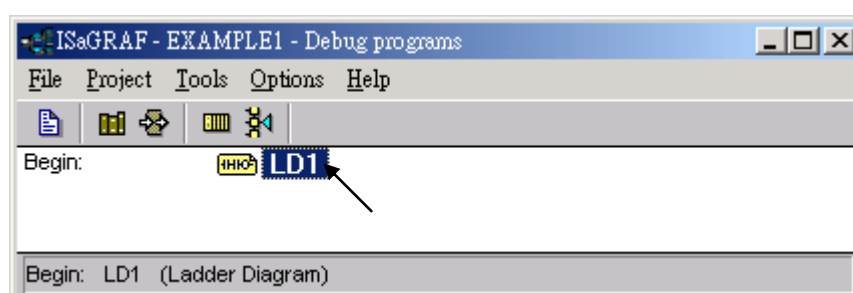 ISaGRAF - EXAMPLE1 - Debug programs
File Project Tools Options Help
Begin: LD1
Begin: LD1 (Ladder Diagram)